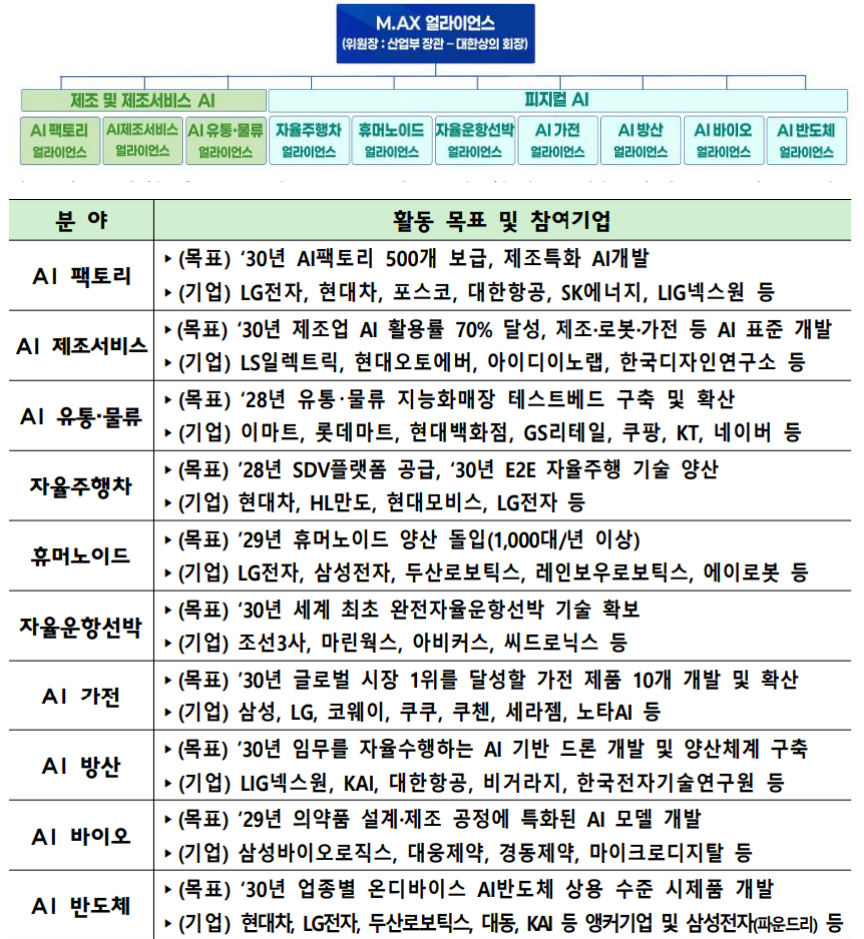 M.AX 얼라이언스
(위원장 : 산업부 장관 – 대한상의 회장)
제조 및 제조서비스 AI
피지컬 AI
AI 팩토리 얼라이언스
AI제조서비스 얼라이언스
AI 유통·물류 얼라이언스
자율주행차 얼라이언스
휴머노이드 얼라이언스
자율운항선박 얼라이언스
AI 가전 얼라이언스
AI 방산 얼라이언스
AI 바이오 얼라이언스
AI 반도체 얼라이언스
분 야
활동 목표 및 참여기업
AI 팩토리
▸(목표) ‘30년 AI팩토리 500개 보급, 제조특화 AI개발
▸(기업) LG전자, 현대차, 포스코, 대한항공, SK에너지, LIG넥스원 등
AI 제조서비스
▸(목표) ‘30년 제조업 AI 활용률 70% 달성, 제조·로봇·가전 등 AI 표준 개발
▸(기업) LS일렉트릭, 현대오토에버, 아이디이노랩, 한국디자인연구소 등
AI 유통·물류
▸(목표) ‘28년 유통·물류 지능화매장 테스트베드 구축 및 확산
▸(기업) 이마트, 롯데마트, 현대백화점, GS리테일, 쿠팡, KT, 네이버 등
자율주행차
▸(목표) ‘28년 SDV플랫폼 공급, ‘30년 E2E 자율주행 기술 양산
▸(기업) 현대차, HL만도, 현대모비스, LG전자 등
휴머노이드
▸(목표) ‘29년 휴머노이드 양산 돌입(1,000대/년 이상)
▸(기업) LG전자, 삼성전자, 두산로보틱스, 레인보우로보틱스, 에이로봇 등
자율운항선박
▸(목표) ‘30년 세계 최초 완전자율운항선박 기술 확보
▸(기업) 조선3사, 마린웍스, 아비커스, 씨드로닉스 등
AI 가전
▸(목표) ‘30년 글로벌 시장 1위를 달성할 가전 제품 10개 개발 및 확산
▸(기업) 삼성, LG, 코웨이, 쿠쿠, 쿠첸, 세라젬, 노타AI 등
AI 방산
▸(목표) ‘30년 임무를 자율수행하는 AI 기반 드론 개발 및 양산체계 구축
▸(기업) LIG넥스원, KAI, 대한항공, 비거라지, 한국전자기술연구원 등
AI 바이오
▸(목표) ‘29년 의약품 설계·제조 공정에 특화된 AI 모델 개발
▸(기업) 삼성바이오로직스, 대웅제약, 경동제약, 마이크로디지탈 등
AI 반도체
▸(목표) ‘30년 업종별 온디바이스 AI반도체 상용 수준 시제품 개발
▸(기업) 현대차, LG전자, 두산로보틱스, 대동, KAI 등 앵커기업 및 삼성전자(파운드리) 등